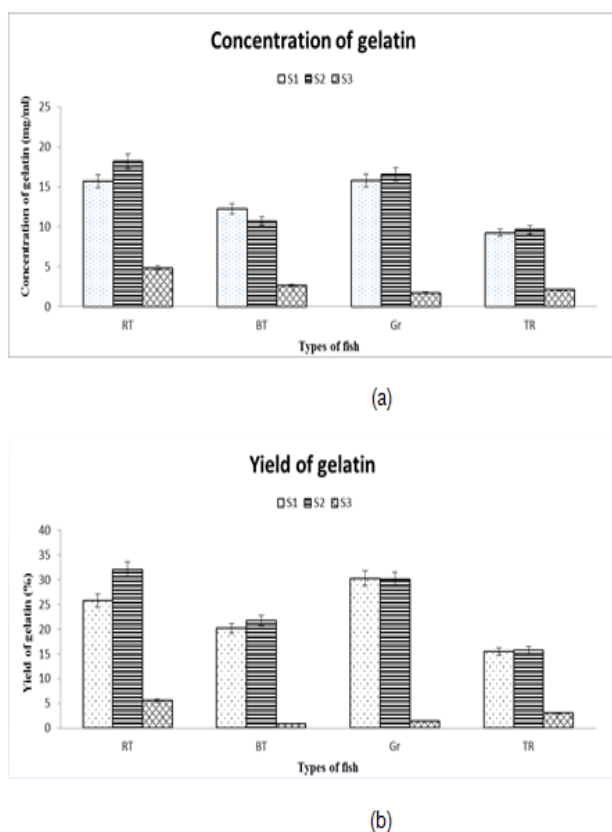 Concentration of gelatin
S1 S2 S3
Concentration of gelatin (mg/ml)
25
20
15
10
5
0
RT BT Gr TR
Types of fish
(a)
Yield of gelatin
S1 S2 S3
Yield of gelatin (%)
40
35
30
25
20
15
10
5
0
RT BT Gr TR
Types of fish
(b)